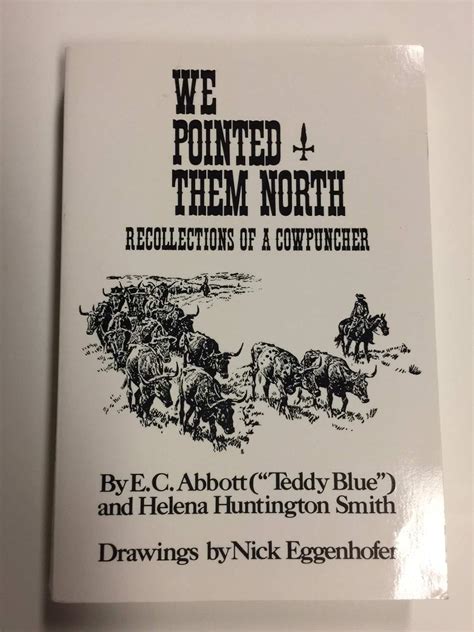 WE
POINTED
THEM NORTH
RECOLLECTIONS OF A COWPUNCHER
By E.C. Abbott ("Teddy Blue")
and Helena Huntington Smith
Drawings by Nick Eggenhofer